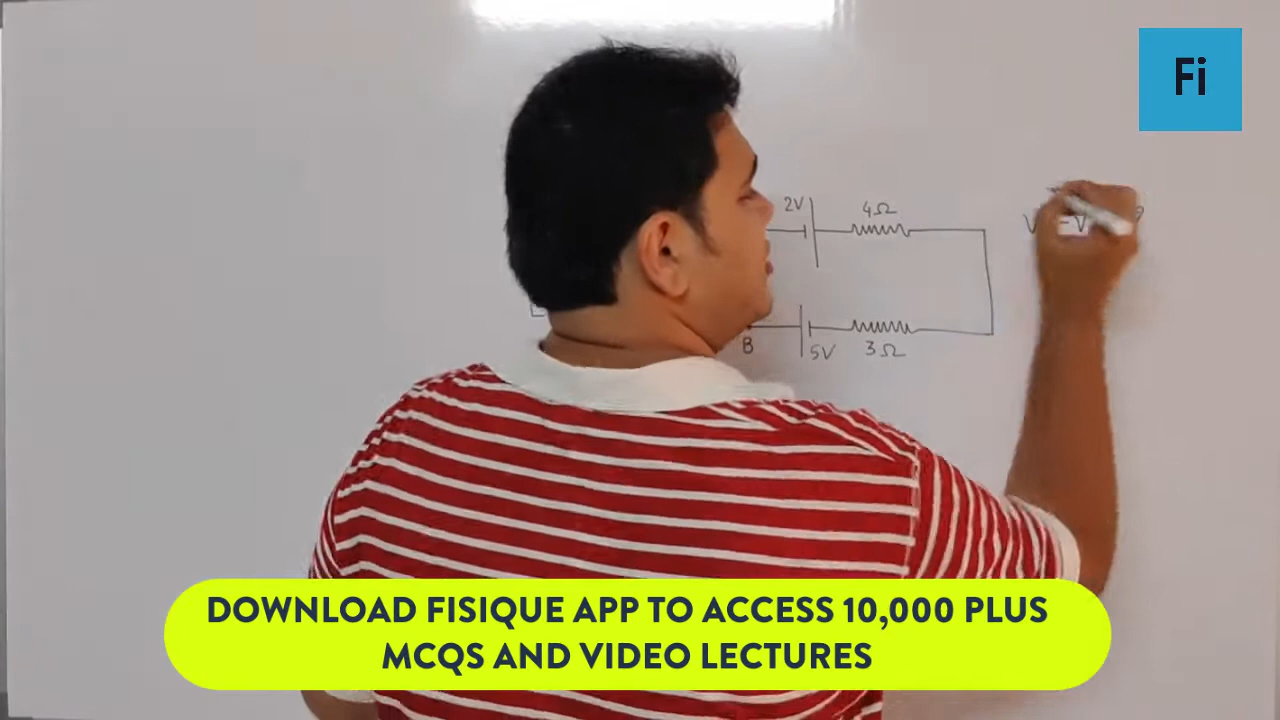 Fi
2V
4Ω
B
5V
3Ω
DOWNLOAD FISIQUE APP TO ACCESS 10,000 PLUS
MCQS AND VIDEO LECTURES